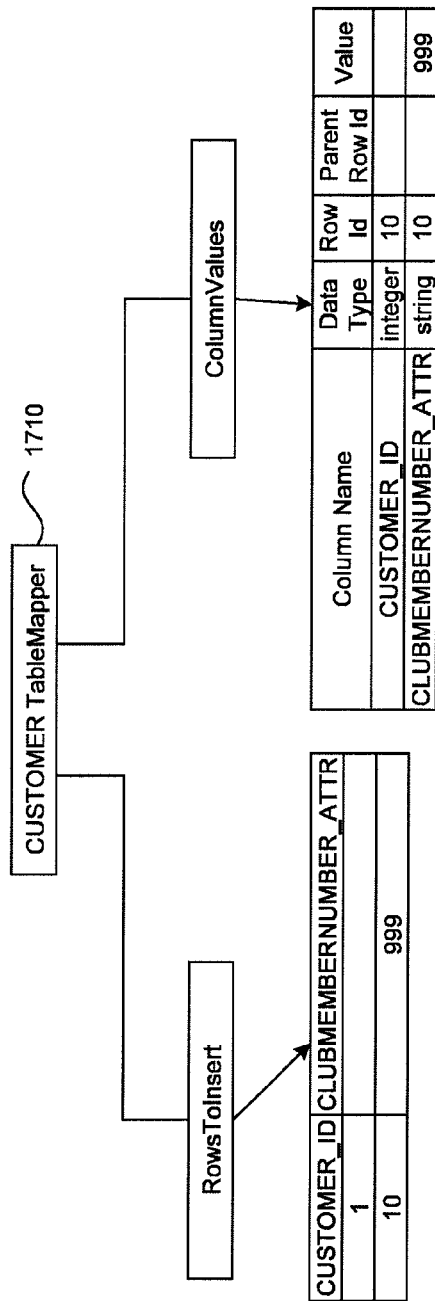 CUSTOMER TableMapper
1710
RowsToInsert
ColumnValues
CUSTOMER_ID CLUBMEMBERNUMBER_ATTR
1
10 999
Column Name Data Type Row Id Parent Row Id Value
CUSTOMER_ID integer 10
CLUBMEMBERNUMBER_ATTR string 10 999